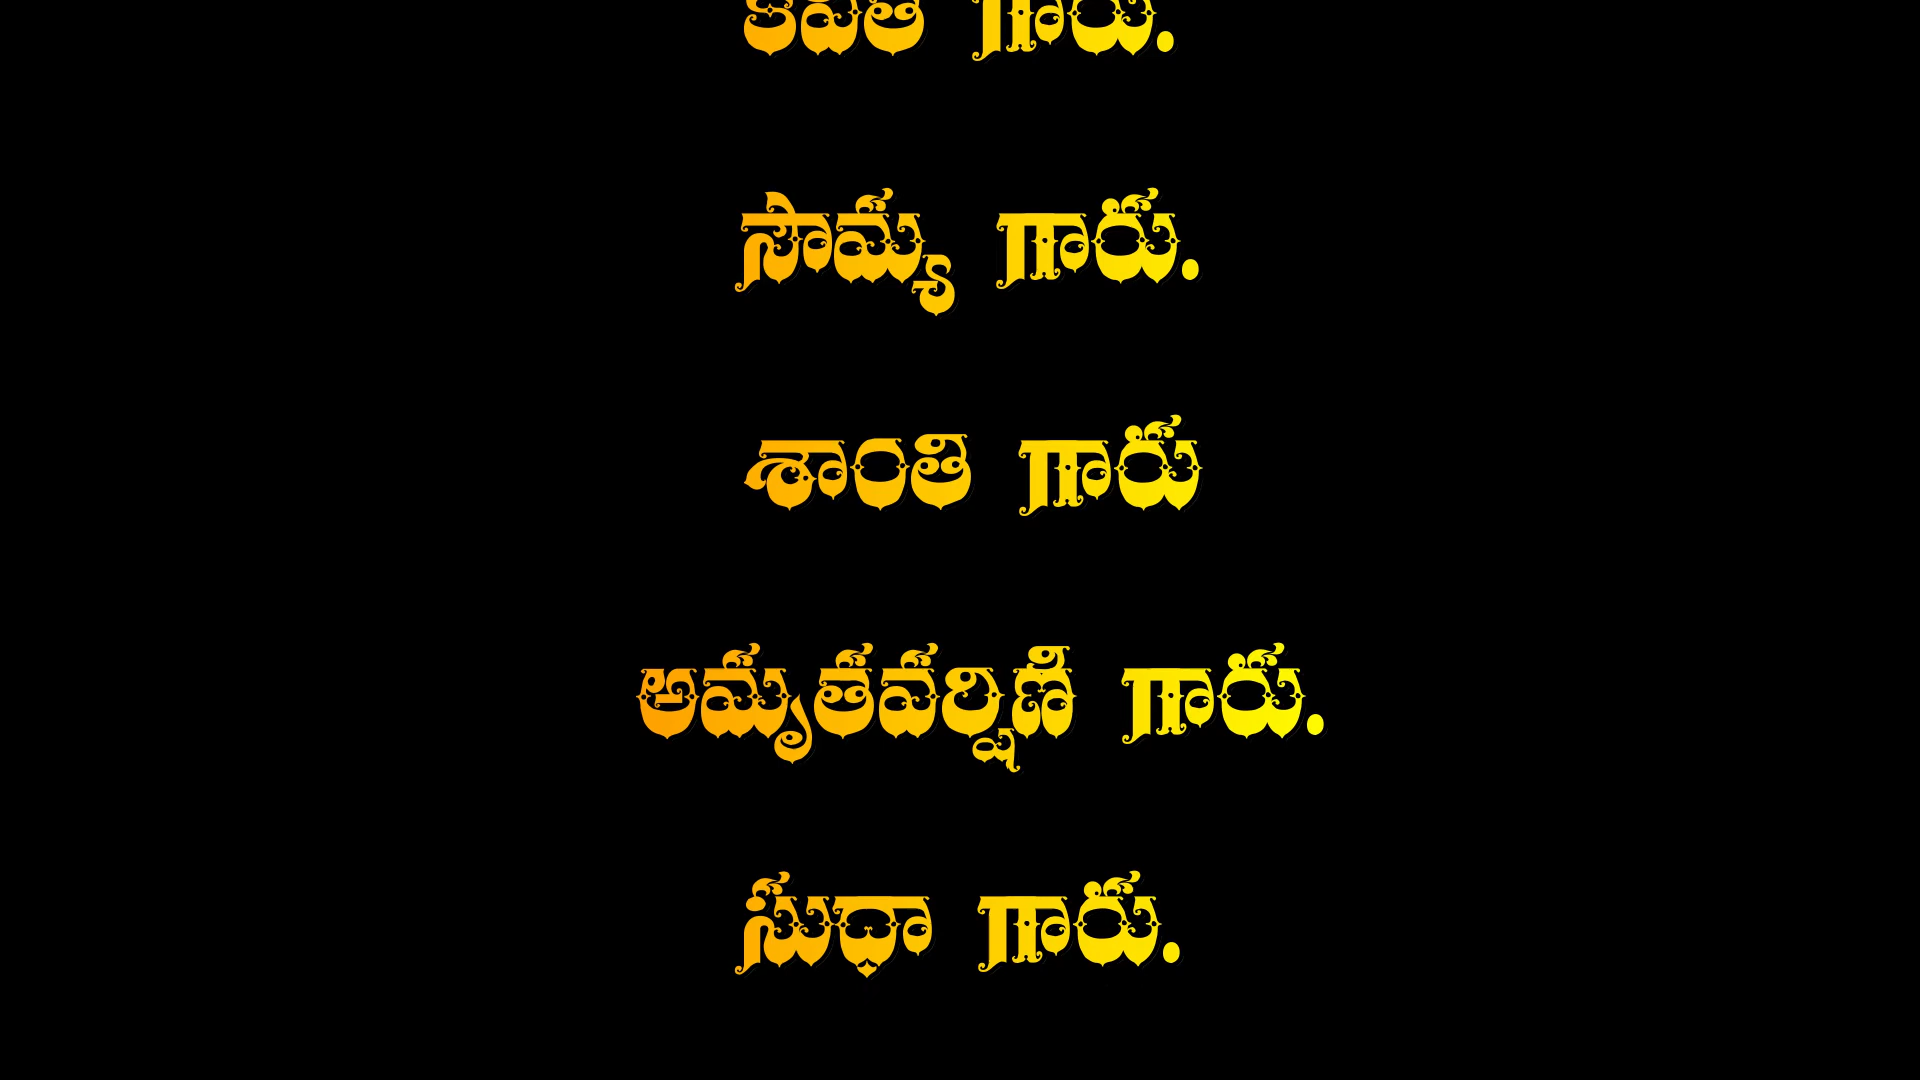 గారు.
సౌమ్య గారు.
శాంతి గారు
అమృతవర్షిణి గారు.
సుధా గారు.